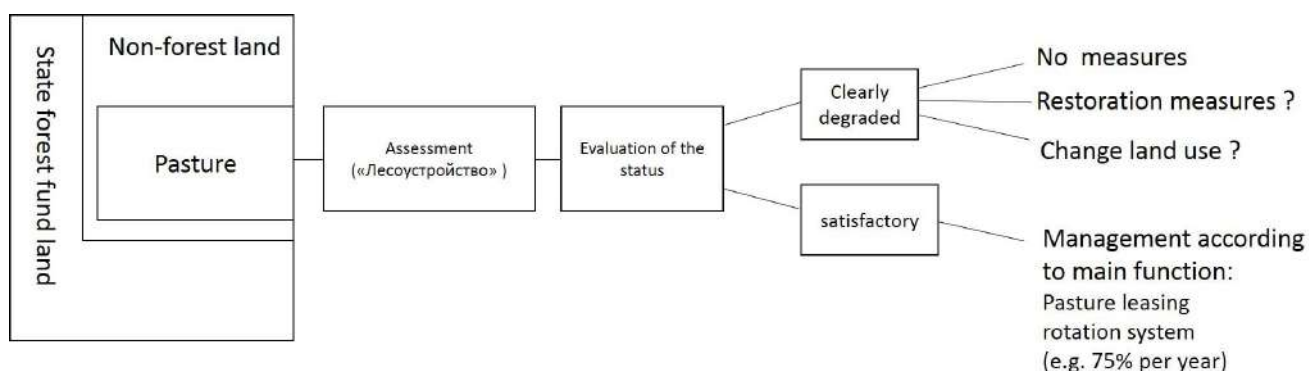 State forest fund land
Non-forest land
Pasture
Assessment
(«Лесоустройство» )
Evaluation of the
status
Clearly
degraded
No measures
Restoration measures ?
Change land use ?
satisfactory
Management according
to main function:
Pasture leasing
rotation system
(e.g. 75% per year)